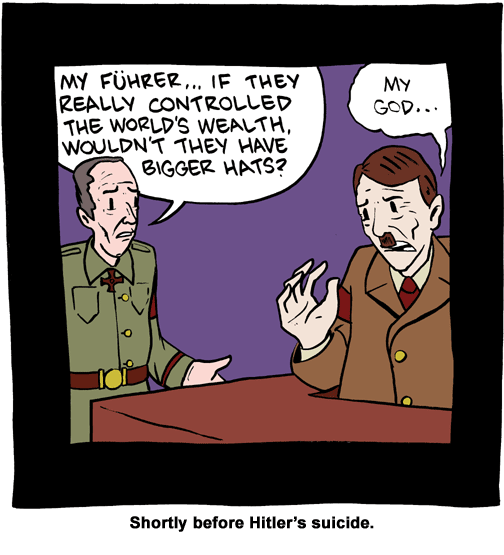 MY FÜHRER... IF THEY
REALLY CONTROLLED
THE WORLD'S WEALTH,
WOULDN'T THEY HAVE
BIGGER HATS?
MY
GOD...
Shortly before Hitler's suicide.